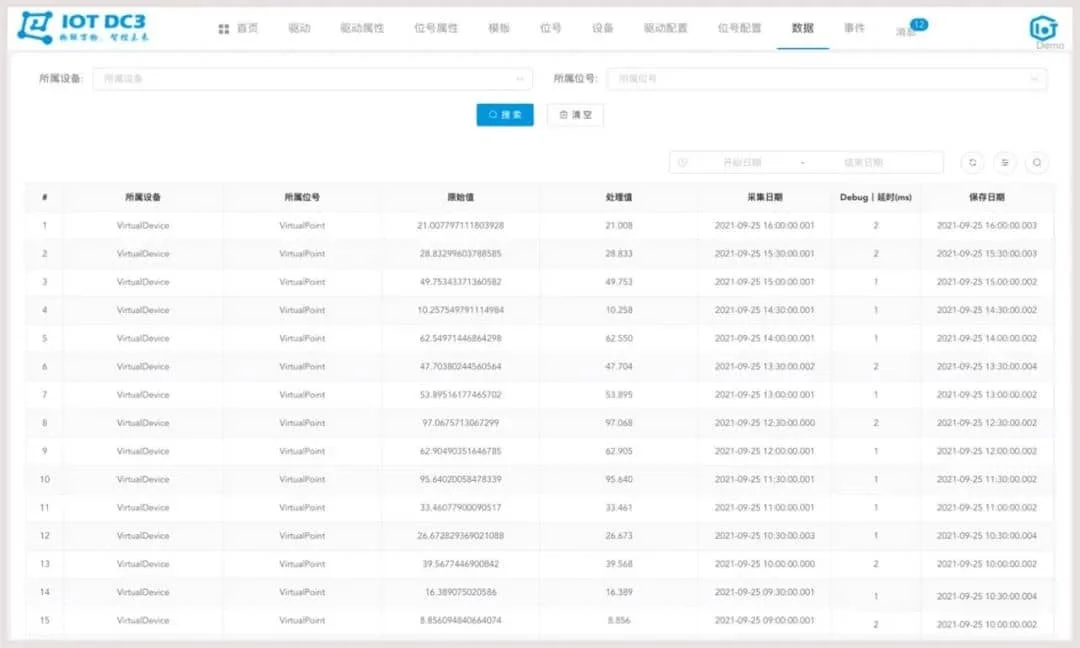 IOT DC3
物联万物，智控未来
首页 驱动 驱动属性 位号属性 模板 位号 设备 驱动配置 位号配置 数据 事件 消息 12
IOT
Demo
所属设备: 所属设备 所属位号: 所属位号
搜索 清空
开始日期 - 结束日期
# 所属设备 所属位号 原始值 处理值 采集日期 Debug | 延时(ms) 保存日期
1 VirtualDevice VirtualPoint 21.007797111803928 21.008 2021-09-25 16:00:00.001 2 2021-09-25 16:00:00.003
2 VirtualDevice VirtualPoint 28.83299603788585 28.833 2021-09-25 15:30:00.001 2 2021-09-25 15:30:00.003
3 VirtualDevice VirtualPoint 49.75343371360582 49.753 2021-09-25 15:00:00.001 1 2021-09-25 15:00:00.002
4 VirtualDevice VirtualPoint 10.257549791114984 10.258 2021-09-25 14:30:00.001 1 2021-09-25 14:30:00.002
5 VirtualDevice VirtualPoint 62.54971446864298 62.550 2021-09-25 14:00:00.001 1 2021-09-25 14:00:00.002
6 VirtualDevice VirtualPoint 47.70380244560564 47.704 2021-09-25 13:30:00.002 2 2021-09-25 13:30:00.004
7 VirtualDevice VirtualPoint 53.89516177465702 53.895 2021-09-25 13:00:00.001 1 2021-09-25 13:00:00.002
8 VirtualDevice VirtualPoint 97.0675713067299 97.068 2021-09-25 12:30:00.000 2 2021-09-25 12:30:00.002
9 VirtualDevice VirtualPoint 62.90490351646785 62.905 2021-09-25 12:00:00.001 1 2021-09-25 12:00:00.002
10 VirtualDevice VirtualPoint 95.64020058478339 95.640 2021-09-25 11:30:00.001 1 2021-09-25 11:30:00.002
11 VirtualDevice VirtualPoint 33.46077900090517 33.461 2021-09-25 11:00:00.001 1 2021-09-25 11:00:00.002
12 VirtualDevice VirtualPoint 26.672829369021088 26.673 2021-09-25 10:30:00.003 1 2021-09-25 10:30:00.004
13 VirtualDevice VirtualPoint 39.5677446900842 39.568 2021-09-25 10:00:00.000 2 2021-09-25 10:00:00.002
14 VirtualDevice VirtualPoint 16.389075020586 16.389 2021-09-25 09:30:00.001 1 2021-09-25 10:30:00.004
15 VirtualDevice VirtualPoint 8.856094840664074 8.856 2021-09-25 09:00:00.001 2 2021-09-25 10:00:00.002